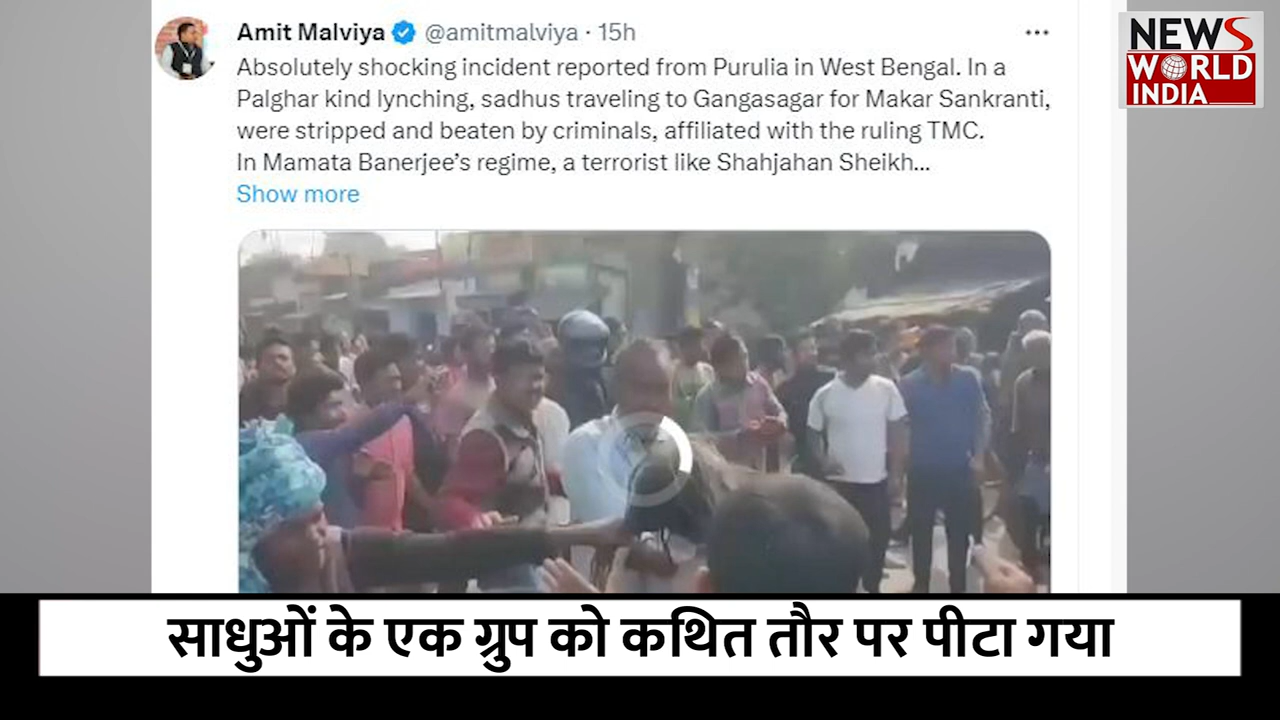 Amit Malviya @amitmalviya · 15h
Absolutely shocking incident reported from Purulia in West Bengal. In a
Palghar kind lynching, sadhus traveling to Gangasagar for Makar Sankranti,
were stripped and beaten by criminals, affiliated with the ruling TMC.
In Mamata Banerjee’s regime, a terrorist like Shahjahan Sheikh...
Show more
NEWS
WORLD
INDIA
साधुओं के एक ग्रुप को कथित तौर पर पीटा गया